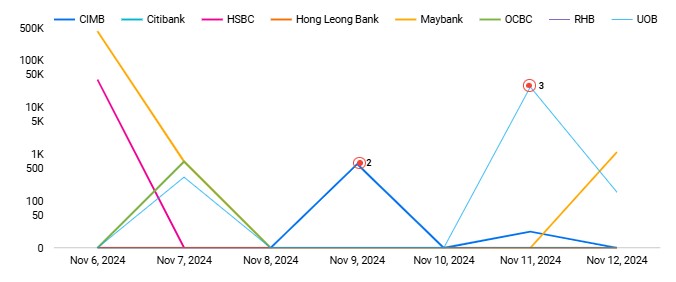 CIMB Citibank HSBC Hong Leong Bank Maybank OCBC RHB UOB
500K
100K
50K
10K
5K
1K
500
100
50
0
3
2
Nov 6, 2024 Nov 7, 2024 Nov 8, 2024 Nov 9, 2024 Nov 10, 2024 Nov 11, 2024 Nov 12, 2024